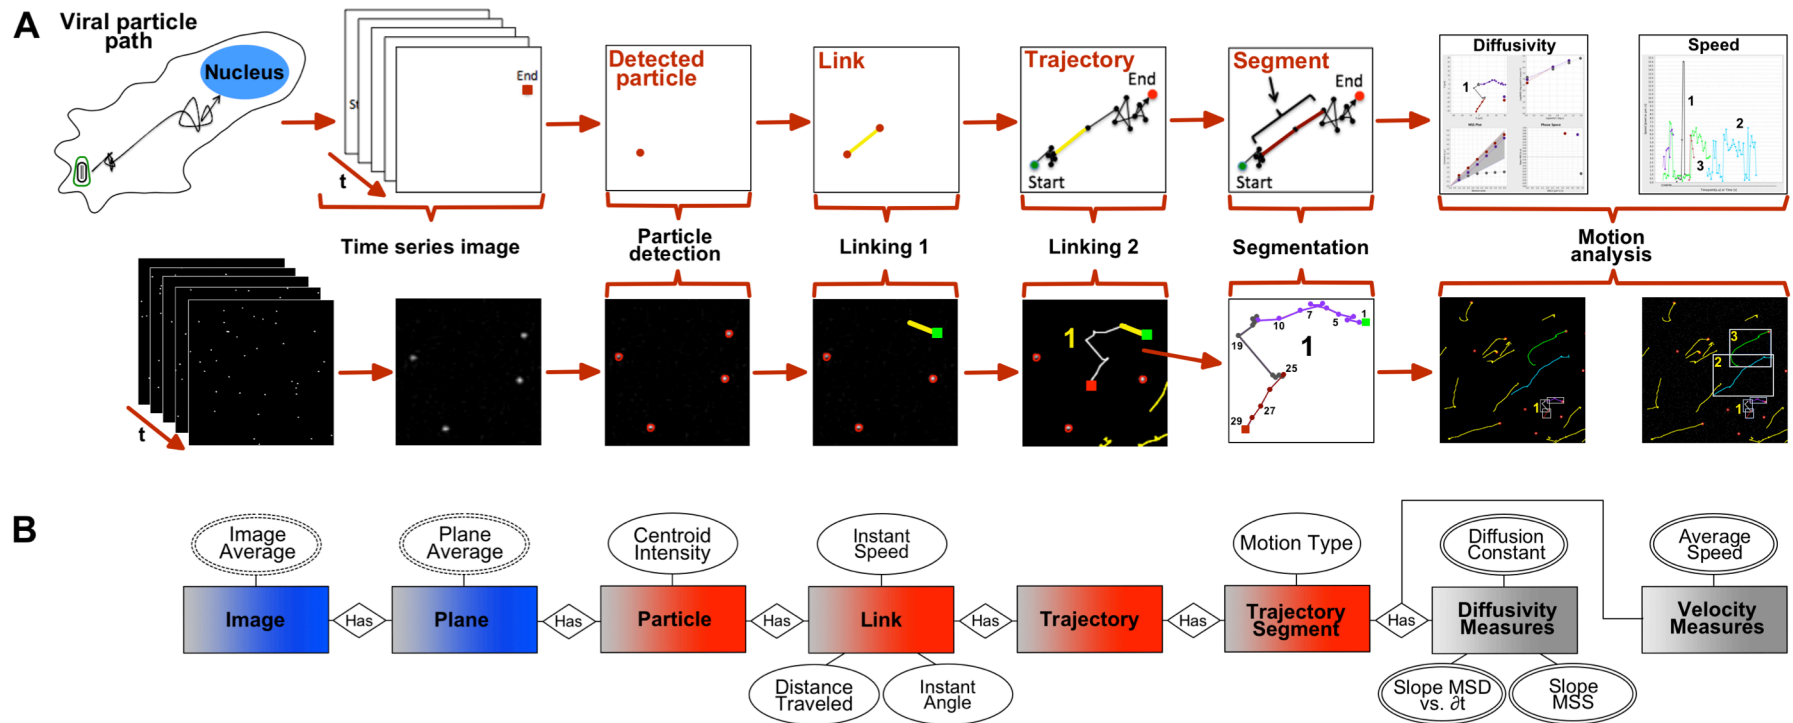 A
Viral particle
path
Nucleus
St
End
t
Detected
particle
Link
Trajectory
End
Start
Segment
End
Start
Diffusivity
1
Speed
1
2
3
Time series image
Particle
detection
Linking 1
Linking 2
Segmentation
Motion
analysis
t
1
1
5
7
10
19
1
25
27
29
1
3
2
1
B
Image
Average
Plane
Average
Centroid
Intensity
Instant
Speed
Motion Type
Diffusion
Constant
Average
Speed
Image
Has
Plane
Has
Particle
Has
Link
Has
Trajectory
Has
Trajectory
Segment
Has
Diffusivity
Measures
Velocity
Measures
Distance
Traveled
Instant
Angle
Slope MSD
vs. ∂t
Slope
MSS